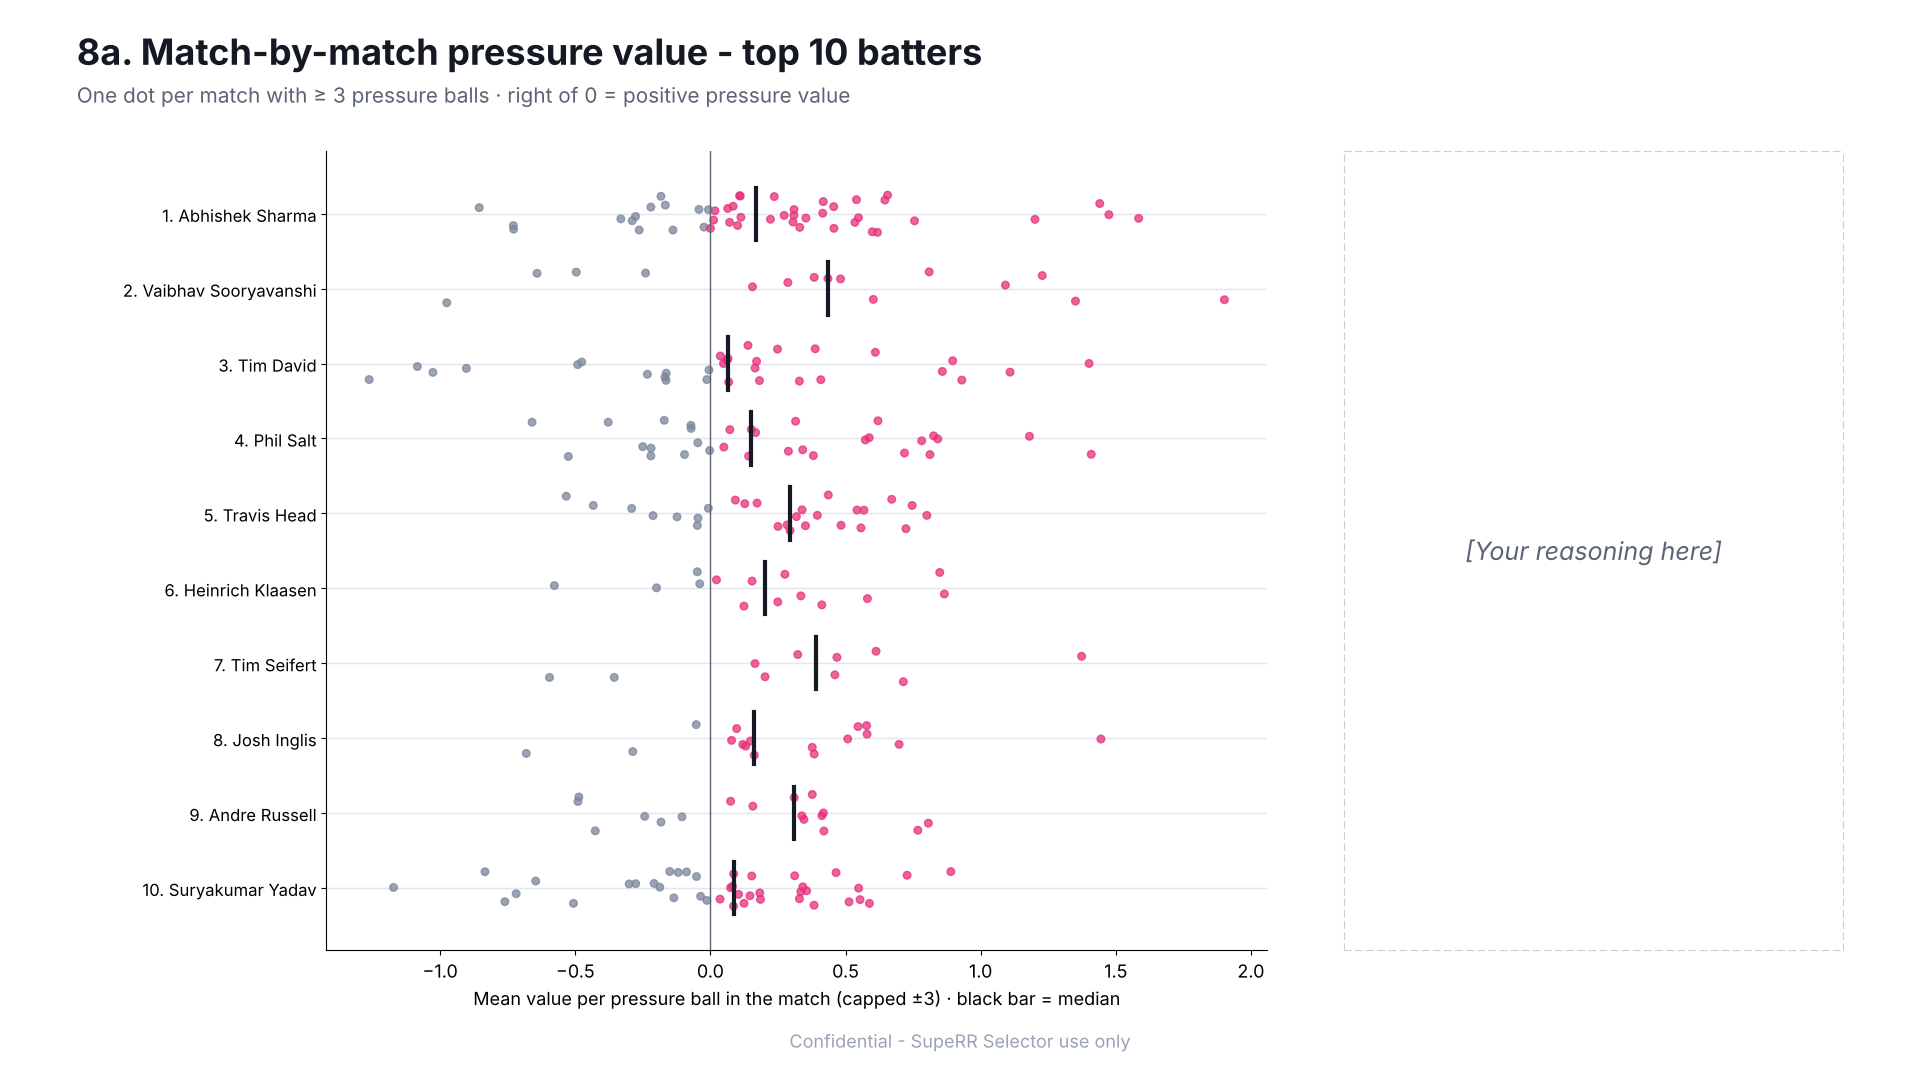 8a. Match-by-match pressure value - top 10 batters
One dot per match with ≥ 3 pressure balls · right of 0 = positive pressure value
1. Abhishek Sharma
2. Vaibhav Sooryavanshi
3. Tim David
4. Phil Salt
5. Travis Head
6. Heinrich Klaasen
7. Tim Seifert
8. Josh Inglis
9. Andre Russell
10. Suryakumar Yadav
[Your reasoning here]
−1.0 −0.5 0.0 0.5 1.0 1.5 2.0
Mean value per pressure ball in the match (capped ±3) · black bar = median
Confidential - SupeRR Selector use only